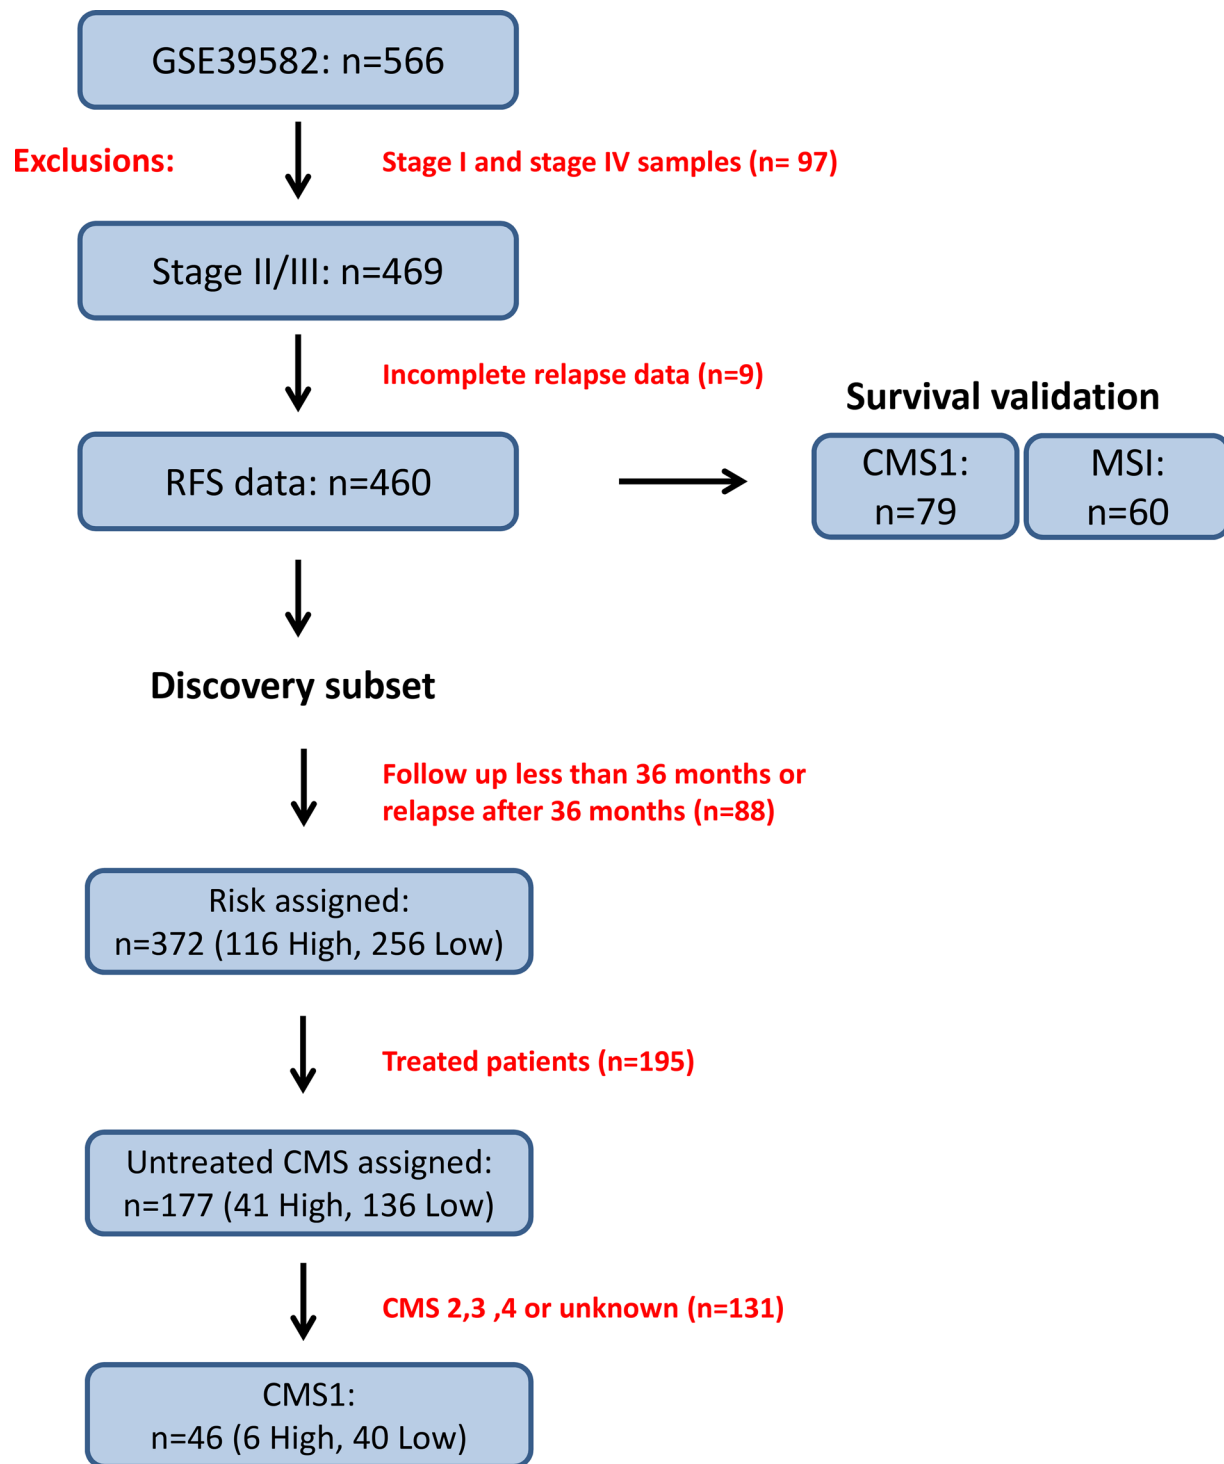 GSE39582: n=566
Exclusions:
Stage I and stage IV samples (n= 97)
Stage II/III: n=469
Incomplete relapse data (n=9)
Survival validation
RFS data: n=460
CMS1:
n=79
MSI:
n=60
Discovery subset
Follow up less than 36 months or
relapse after 36 months (n=88)
Risk assigned:
n=372 (116 High, 256 Low)
Treated patients (n=195)
Untreated CMS assigned:
n=177 (41 High, 136 Low)
CMS 2,3 ,4 or unknown (n=131)
CMS1:
n=46 (6 High, 40 Low)